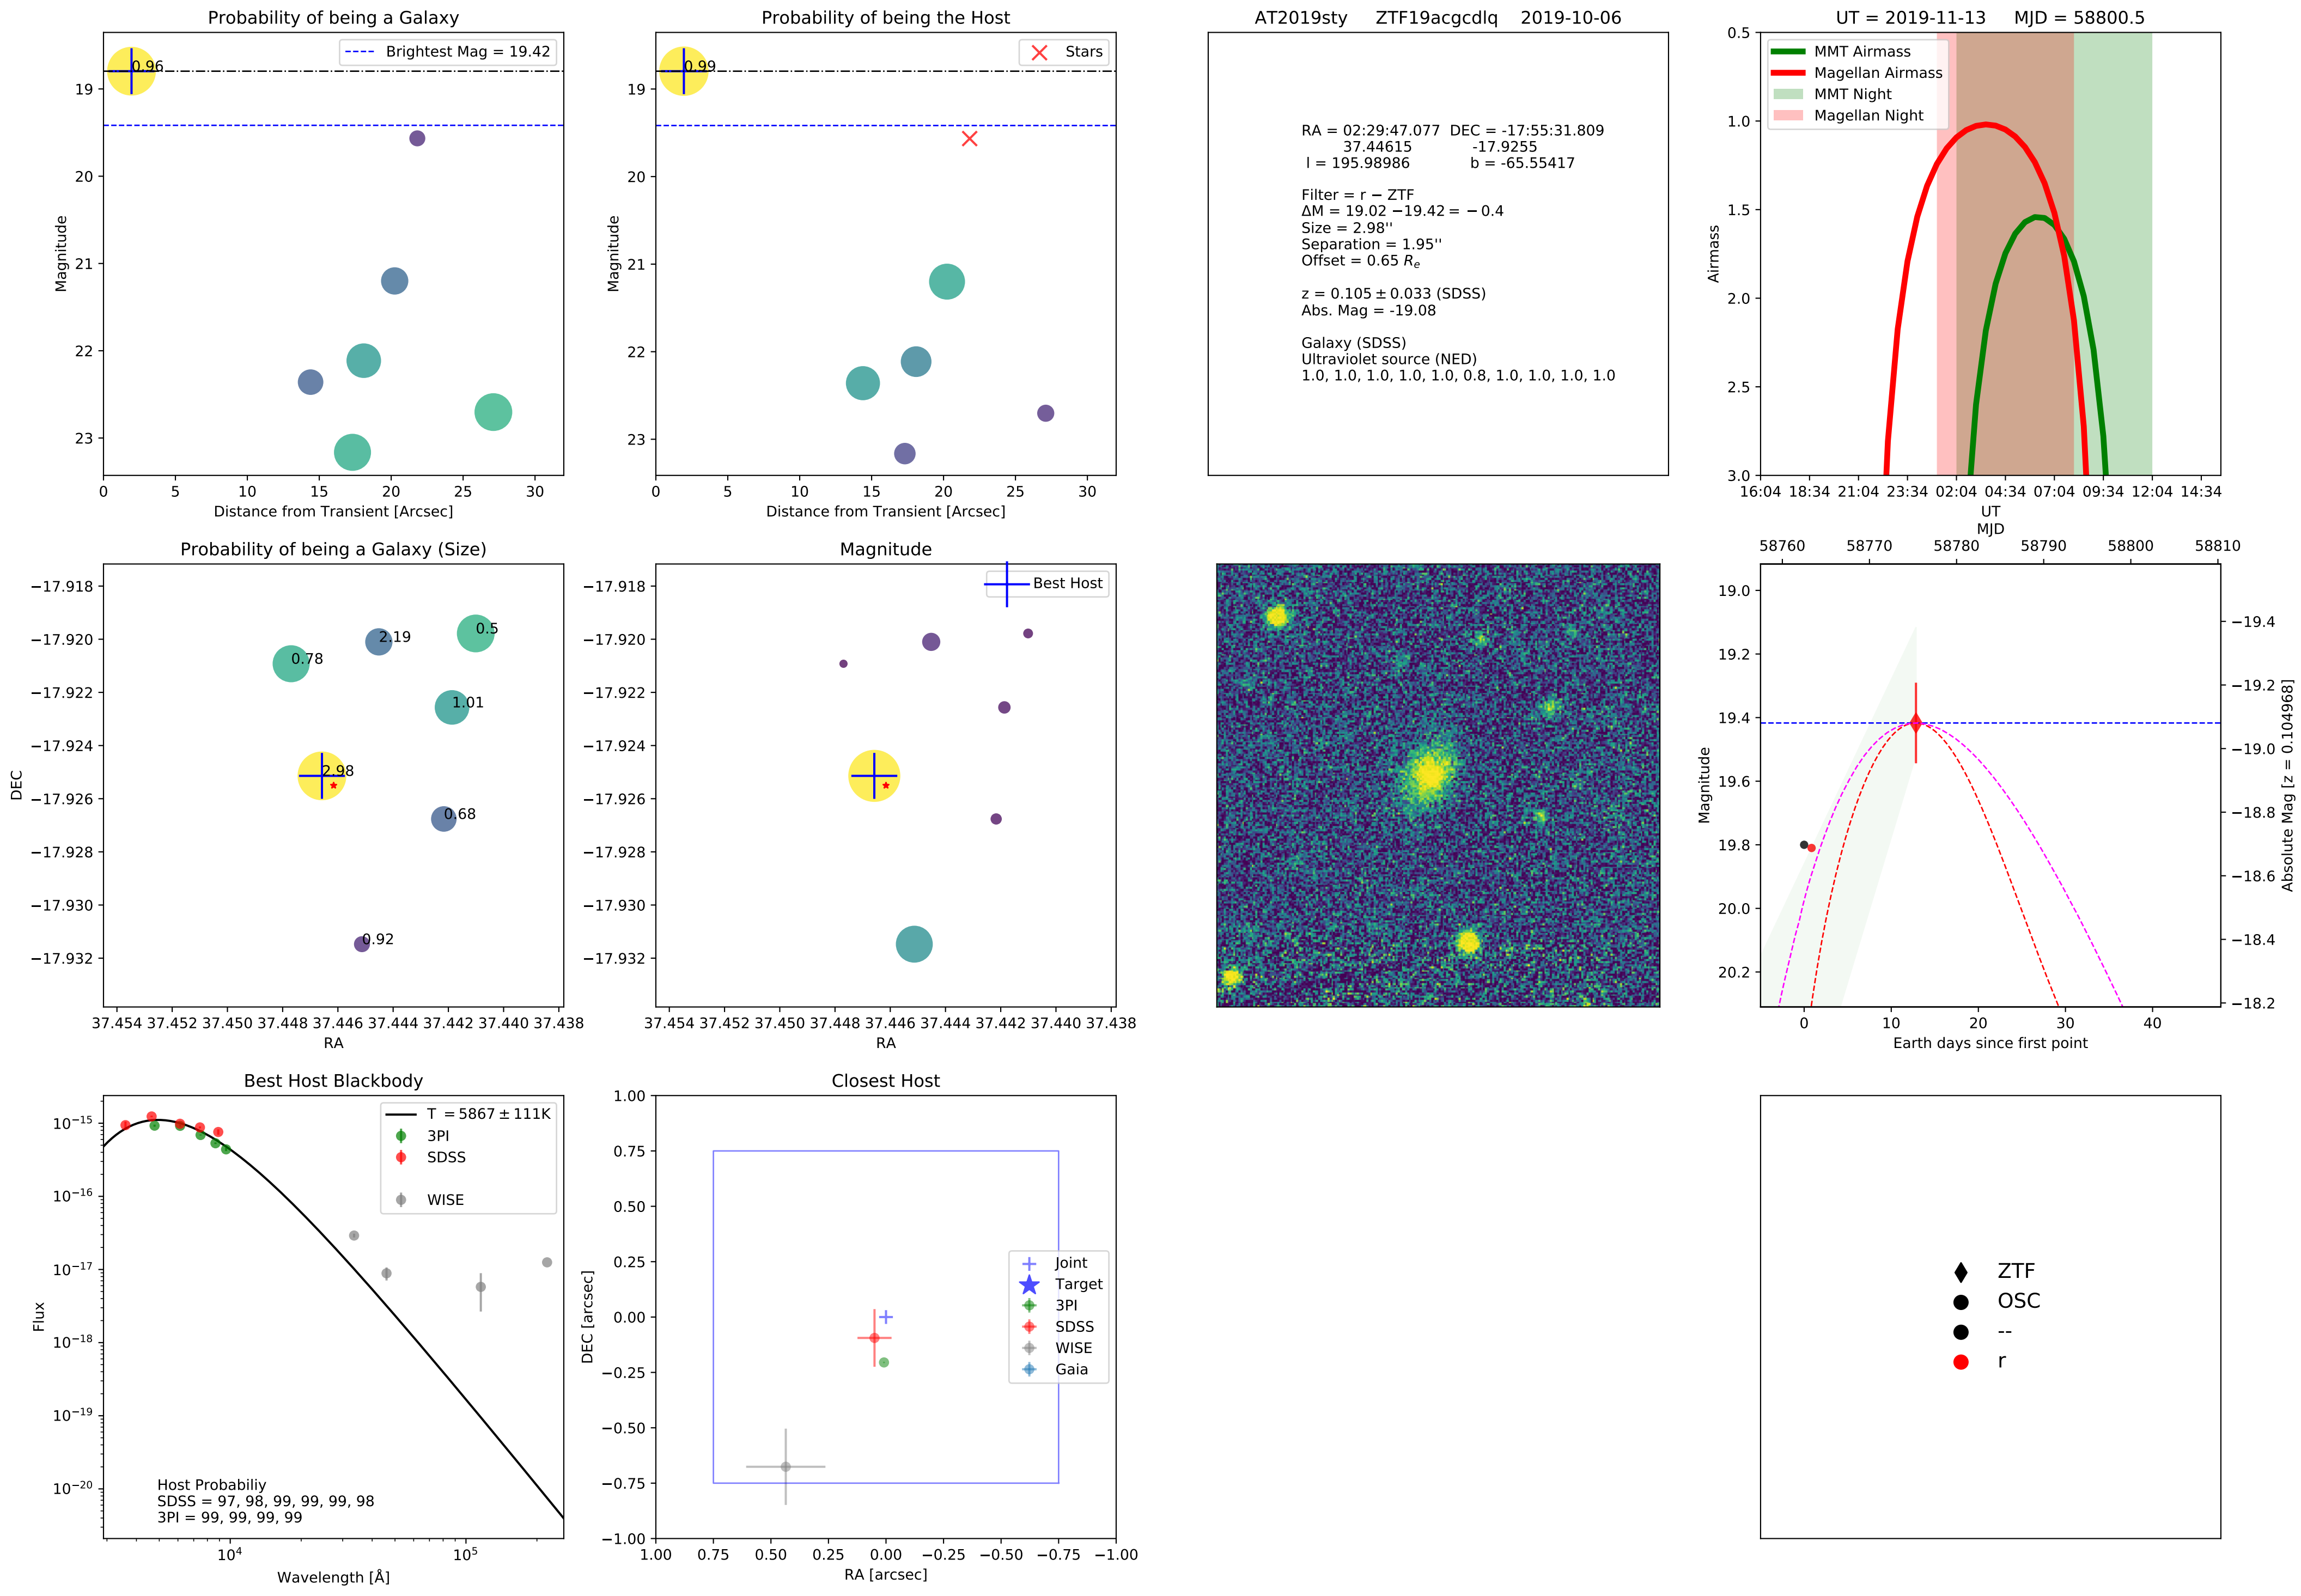 Probability of being a Galaxy
Brightest Mag = 19.42
0.96
19
20
21
22
23
Magnitude
0 5 10 15 20 25 30
Distance from Transient [Arcsec]
Probability of being the Host
Stars
0.99
19
20
21
22
23
Magnitude
0 5 10 15 20 25 30
Distance from Transient [Arcsec]
AT2019sty ZTF19acgcdlq 2019-10-06
RA = 02:29:47.077 DEC = -17:55:31.809
37.44615 -17.9255
l = 195.98986 b = -65.55417
Filter = r − ZTF
ΔM = 19.02 −19.42 = −0.4
Size = 2.98''
Separation = 1.95''
Offset = 0.65 Re
z = 0.105 ± 0.033 (SDSS)
Abs. Mag = -19.08
Galaxy (SDSS)
Ultraviolet source (NED)
1.0, 1.0, 1.0, 1.0, 1.0, 0.8, 1.0, 1.0, 1.0, 1.0
UT = 2019-11-13 MJD = 58800.5
MMT Airmass
Magellan Airmass
MMT Night
Magellan Night
0.5
1.0
1.5
2.0
2.5
3.0
Airmass
16:04 18:34 21:04 23:34 02:04 04:34 07:04 09:34 12:04 14:34
UT
Probability of being a Galaxy (Size)
0.5
2.19
0.78
1.01
2.98
0.68
0.92
−17.918
−17.920
−17.922
−17.924
−17.926
−17.928
−17.930
−17.932
DEC
37.454 37.452 37.450 37.448 37.446 37.444 37.442 37.440 37.438
RA
Magnitude
Best Host
−17.918
−17.920
−17.922
−17.924
−17.926
−17.928
−17.930
−17.932
37.454 37.452 37.450 37.448 37.446 37.444 37.442 37.440 37.438
RA
MJD
58760 58770 58780 58790 58800 58810
19.0
19.2
19.4
19.6
19.8
20.0
20.2
Magnitude
−19.4
−19.2
−19.0
−18.8
−18.6
−18.4
−18.2
Absolute Mag [z = 0.104968]
0 10 20 30 40
Earth days since first point
Best Host Blackbody
T = 5867 ± 111K
3PI
SDSS
WISE
10−15
10−16
10−17
10−18
10−19
10−20
Flux
Host Probabiliy
SDSS = 97, 98, 99, 99, 99, 98
3PI = 99, 99, 99, 99
104 105
Wavelength [Å]
Closest Host
Joint
Target
3PI
SDSS
WISE
Gaia
1.00
0.75
0.50
0.25
0.00
−0.25
−0.50
−0.75
−1.00
DEC [arcsec]
1.00 0.75 0.50 0.25 0.00 −0.25 −0.50 −0.75 −1.00
RA [arcsec]
ZTF
OSC
--
r